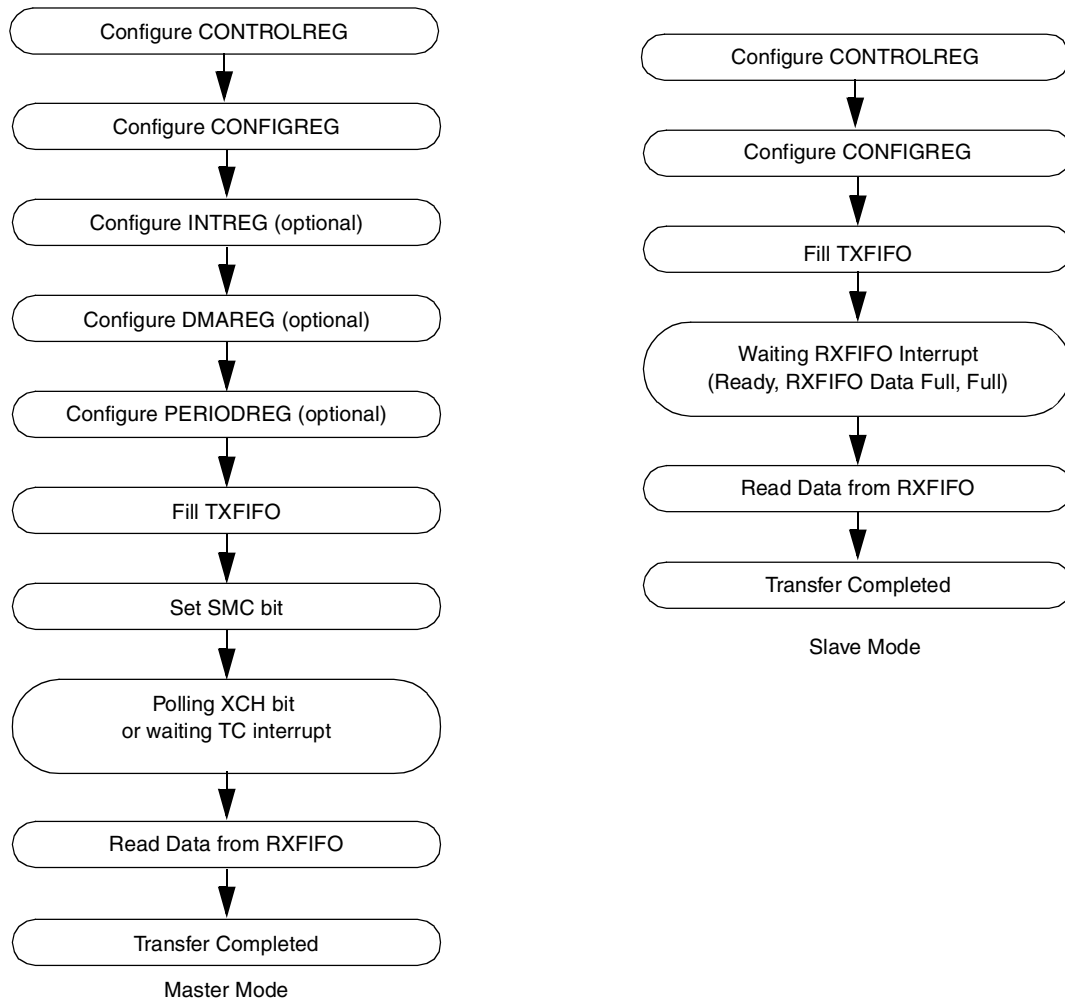 Configure CONTROLREG
Configure CONFIGREG
Configure INTREG (optional)
Configure DMAREG (optional)
Configure PERIODREG (optional)
Fill TXFIFO
Set SMC bit
Polling XCH bit
or waiting TC interrupt
Read Data from RXFIFO
Transfer Completed
Master Mode
Configure CONTROLREG
Configure CONFIGREG
Fill TXFIFO
Waiting RXFIFO Interrupt
(Ready, RXFIFO Data Full, Full)
Read Data from RXFIFO
Transfer Completed
Slave Mode